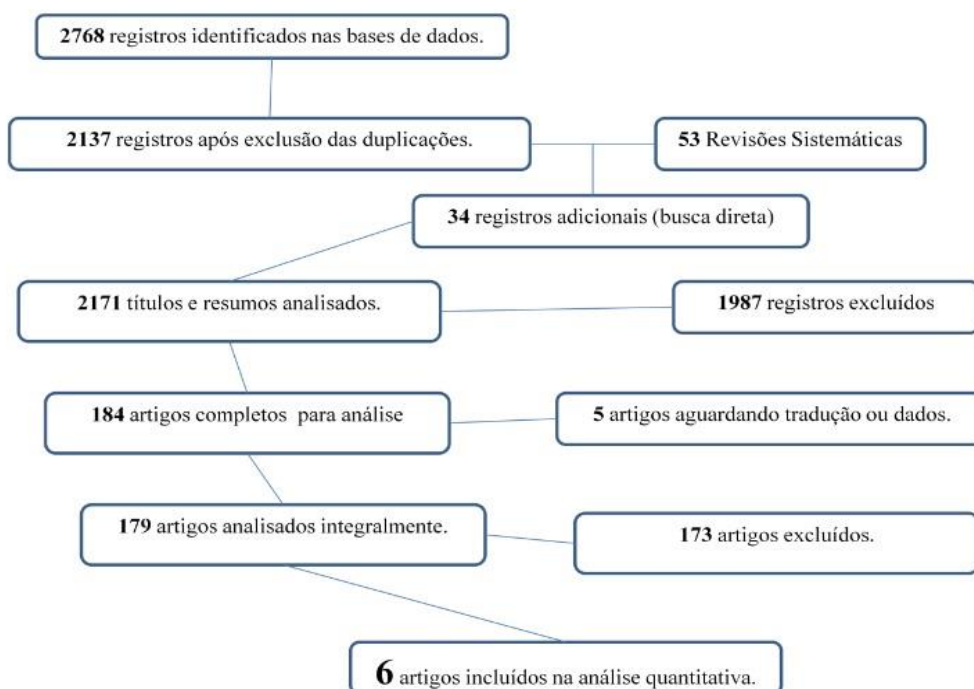 2768 registros identificados nas bases de dados.
2137 registros após exclusão das duplicações.
53 Revisões Sistemáticas
34 registros adicionais (busca direta)
2171 títulos e resumos analisados.
1987 registros excluídos
184 artigos completos para análise
5 artigos aguardando tradução ou dados.
179 artigos analisados integralmente.
173 artigos excluídos.
6 artigos incluídos na análise quantitativa.